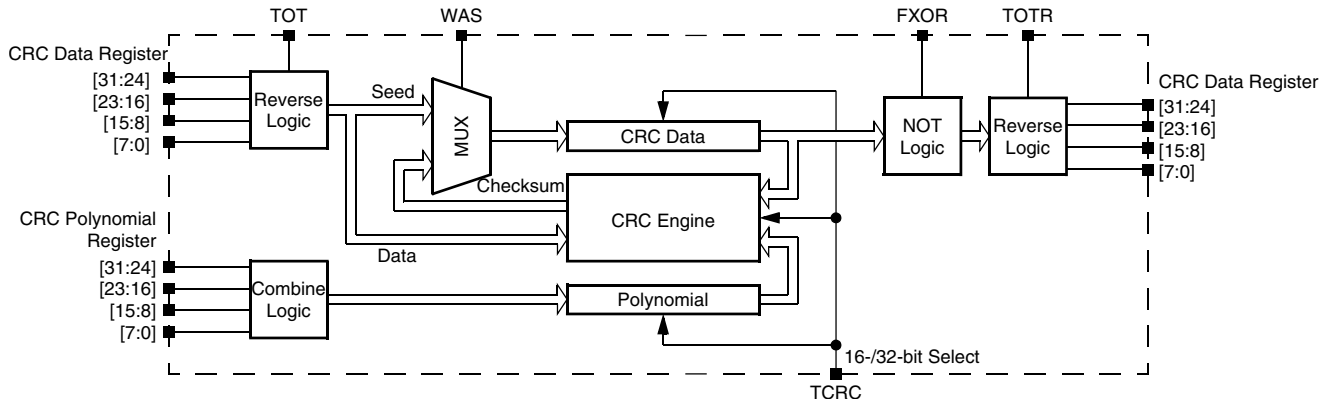 TOT
WAS
FXOR
TOTR
CRC Data Register
[31:24]
[23:16]
[15:8]
[7:0]
Reverse
Logic
Seed
MUX
CRC Data
NOT
Logic
Reverse
Logic
CRC Data Register
[31:24]
[23:16]
[15:8]
[7:0]
Checksum
CRC Engine
Data
CRC Polynomial
Register
[31:24]
[23:16]
[15:8]
[7:0]
Combine
Logic
Polynomial
16-/32-bit Select
TCRC